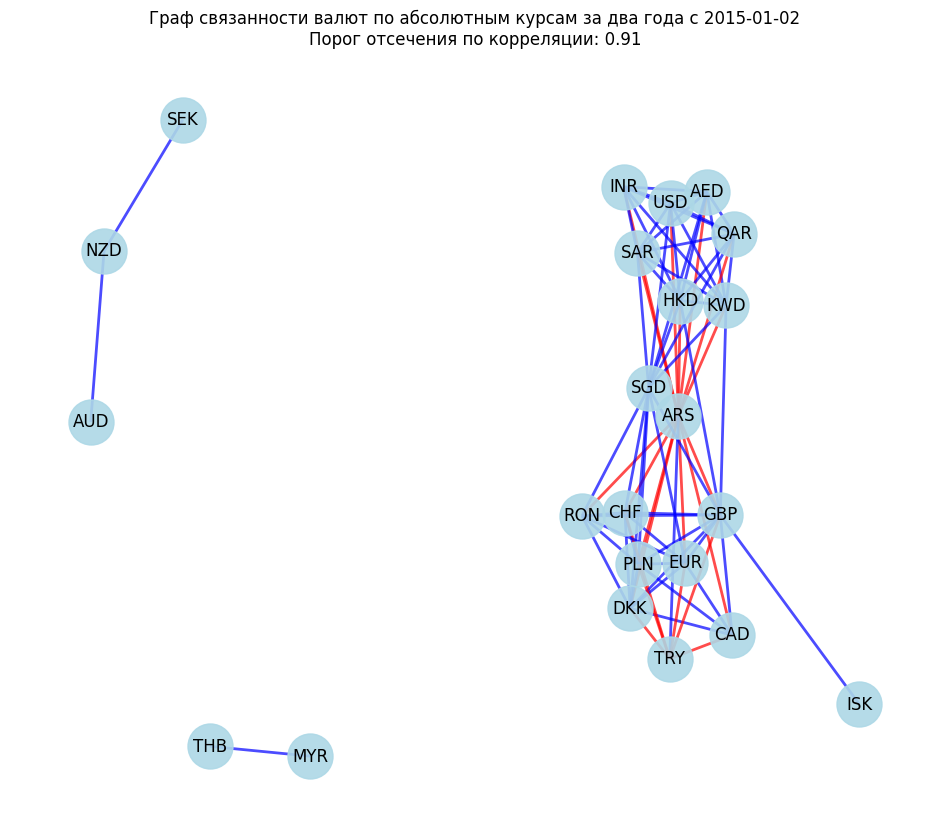 Граф связанности валют по абсолютным курсам за два года с 2015-01-02
Порог отсечения по корреляции: 0.91
SEK
INR
USD
AED
QAR
NZD
SAR
HKD
KWD
SGD
ARS
AUD
RON
CHF
GBP
PLN
EUR
DKK
CAD
TRY
ISK
THB
MYR